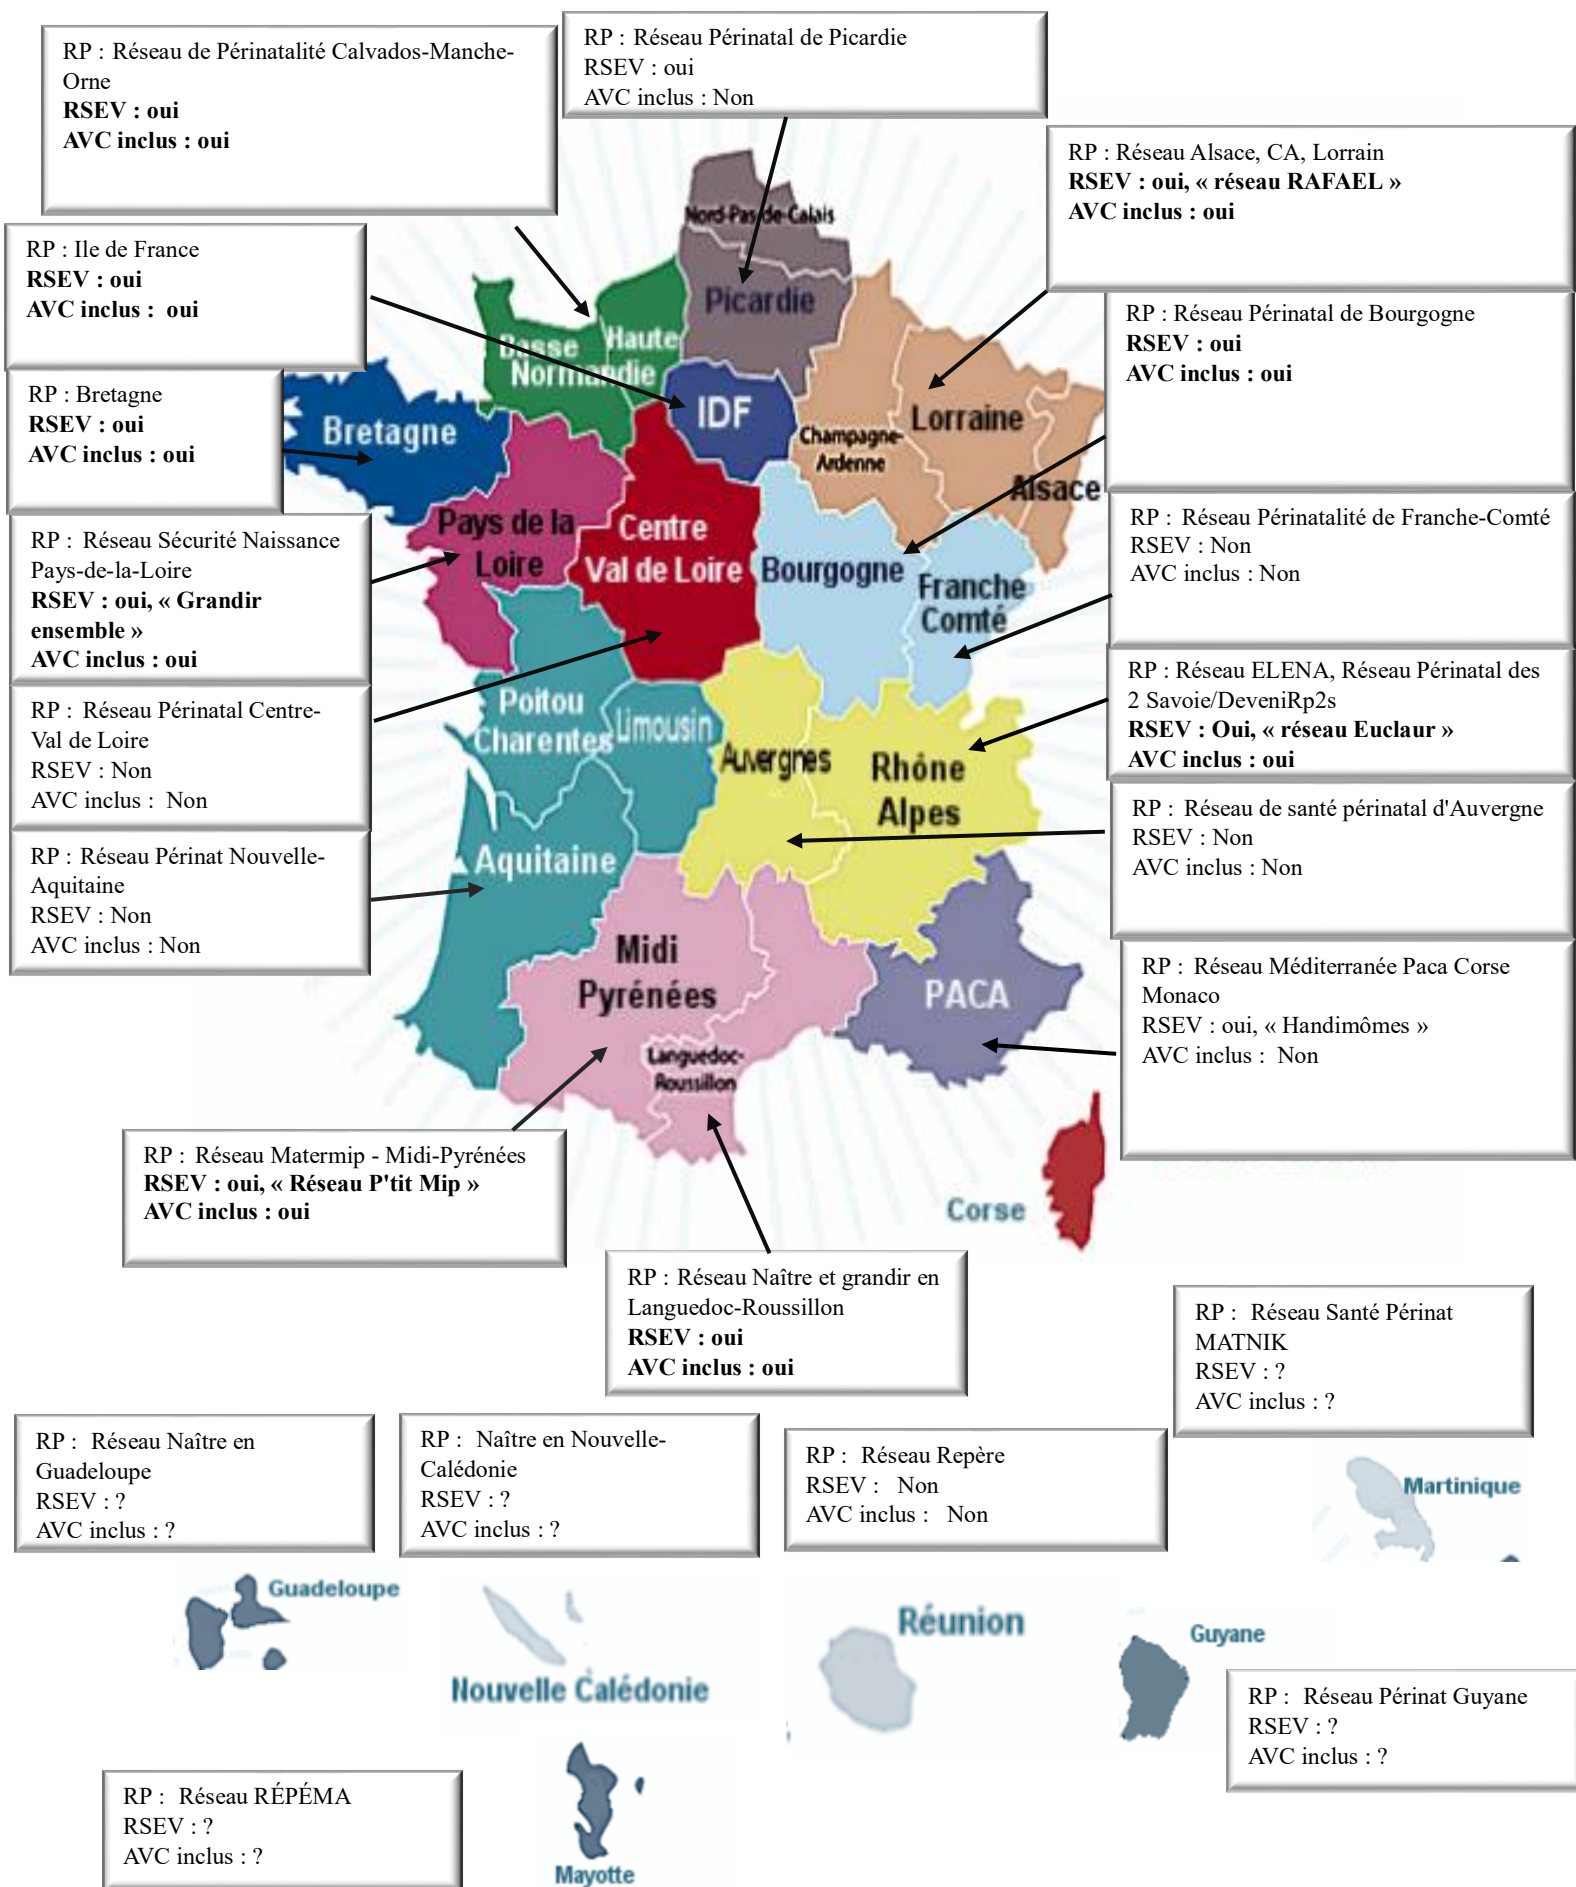 RP : Réseau de Périnatalité Calvados-Manche-
Orne
RSEV : oui
AVC inclus : oui
RP : Réseau Périnatal de Picardie
RSEV : oui
AVC inclus : Non
RP : Réseau Alsace, CA, Lorrain
RSEV : oui, « réseau RAFAEL »
AVC inclus : oui
RP : Ile de France
RSEV : oui
AVC inclus : oui
RP : Réseau Périnatal de Bourgogne
RSEV : oui
AVC inclus : oui
RP : Bretagne
RSEV : oui
AVC inclus : oui
RP : Réseau Sécurité Naissance
Pays-de-la-Loire
RSEV : oui, « Grandir
ensemble »
AVC inclus : oui
RP : Réseau Périnatalité de Franche-Comté
RSEV : Non
AVC inclus : Non
RP : Réseau ELENA, Réseau Périnatal des
2 Savoie/DeveniRp2s
RSEV : Oui, « réseau Euclaur »
AVC inclus : oui
RP : Réseau Périnatal Centre-
Val de Loire
RSEV : Non
AVC inclus : Non
RP : Réseau de santé périnatal d'Auvergne
RSEV : Non
AVC inclus : Non
RP : Réseau Périnat Nouvelle-
Aquitaine
RSEV : Non
AVC inclus : Non
RP : Réseau Méditerranée Paca Corse
Monaco
RSEV : oui, « Handimômes »
AVC inclus : Non
Nord-Pas-de-Calais
Picardie
Basse
Haute
Normandie
IDF
Bretagne
Champagne-
Ardenne
Lorraine
Alsace
Pays de la
Loire
Centre
Val de Loire
Bourgogne
Franche
Comté
Poitou
Charentes
Limousin
Auvergnes
Rhône
Alpes
Aquitaine
Midi
Pyrénées
Languedoc-
Roussillon
PACA
Corse
RP : Réseau Matermip - Midi-Pyrénées
RSEV : oui, « Réseau P'tit Mip »
AVC inclus : oui
RP : Réseau Naître et grandir en
Languedoc-Roussillon
RSEV : oui
AVC inclus : oui
RP : Réseau Santé Périnat
MATNIK
RSEV : ?
AVC inclus : ?
RP : Réseau Naître en
Guadeloupe
RSEV : ?
AVC inclus : ?
RP : Naître en Nouvelle-
Calédonie
RSEV : ?
AVC inclus : ?
RP : Réseau Repère
RSEV : Non
AVC inclus : Non
Martinique
Guadeloupe
Nouvelle Calédonie
Réunion
Guyane
RP : Réseau Périnat Guyane
RSEV : ?
AVC inclus : ?
RP : Réseau RÉPÉMA
RSEV : ?
AVC inclus : ?
Mayotte